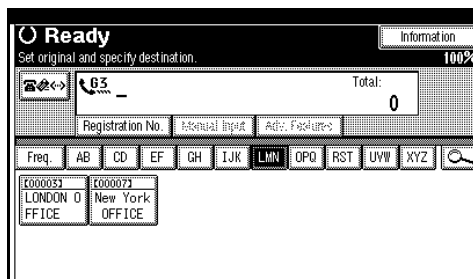 Ready
Information
Set original and specify destination.
100%
G3
Total:
0
Registration No. Manual Input Adv. Features
Freq. AB CD EF GH IJK LMN OPQ RST UVW XYZ
[00003] [00007]
LONDON O New York
FFICE OFFICE